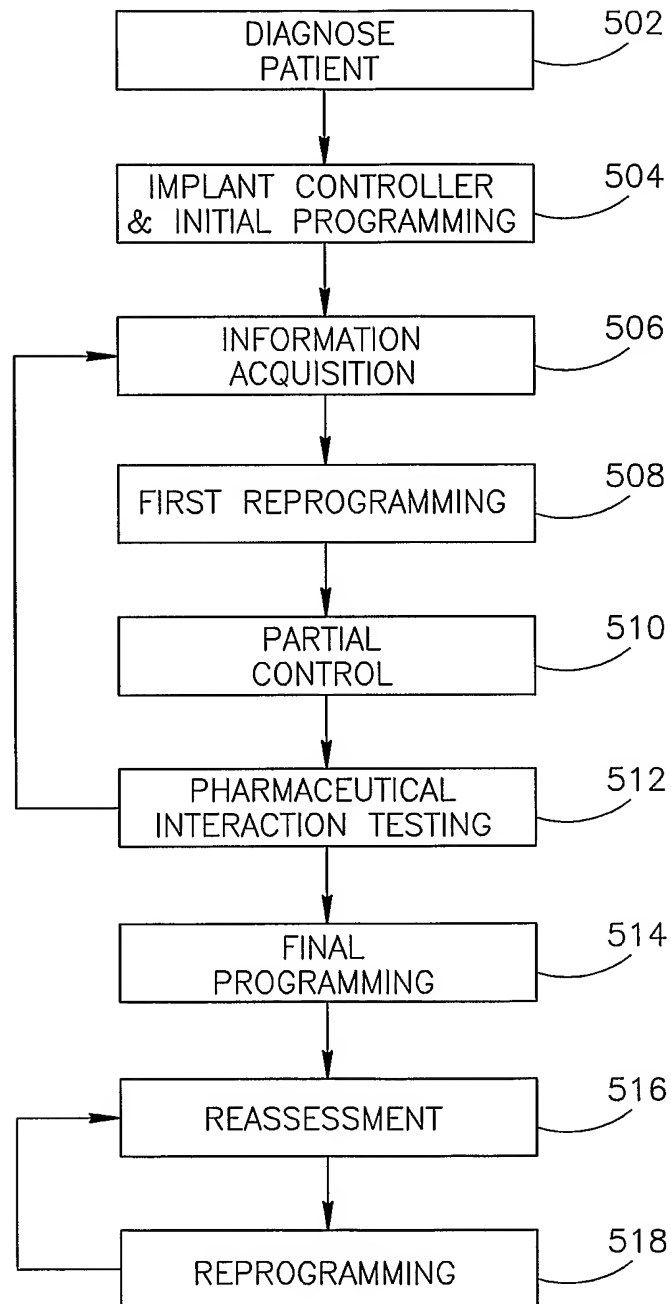 DIAGNOSE
PATIENT
502
IMPLANT CONTROLLER
& INITIAL PROGRAMMING
504
INFORMATION
ACQUISITION
506
FIRST REPROGRAMMING
508
PARTIAL
CONTROL
510
PHARMACEUTICAL
INTERACTION TESTING
512
FINAL
PROGRAMMING
514
REASSESSMENT
516
REPROGRAMMING
518